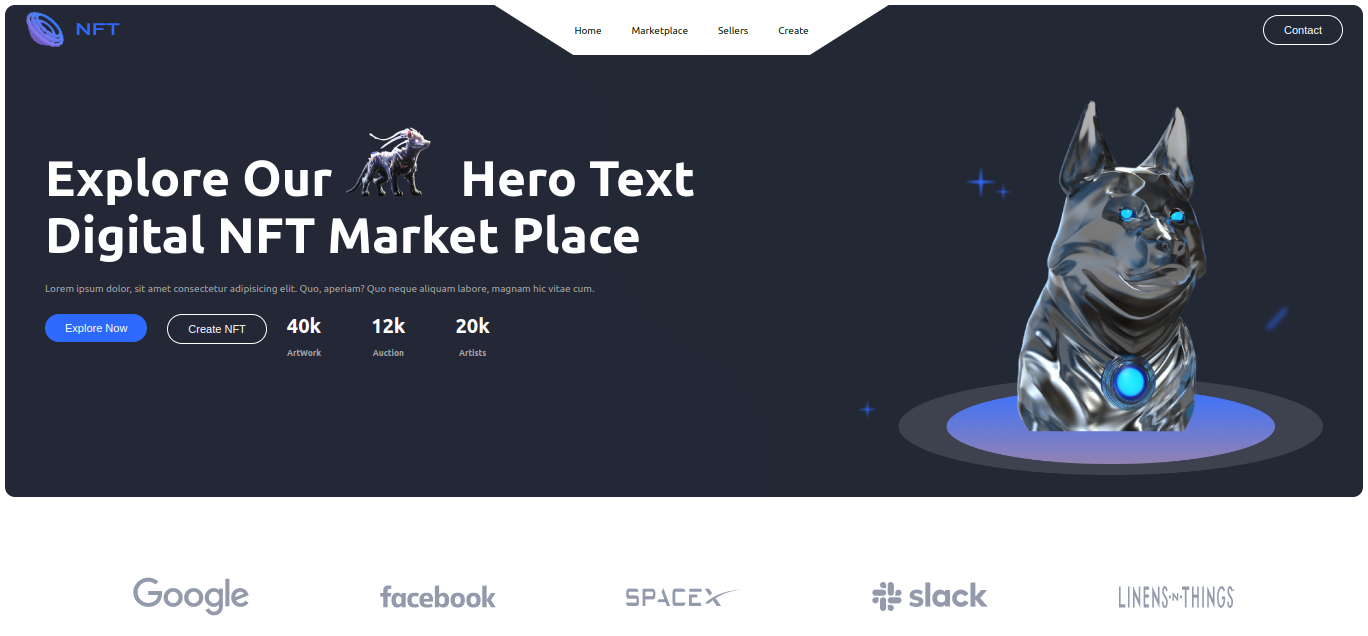 NFT
Home Marketplace Sellers Create
Contact
Explore Our Hero Text
Digital NFT Market Place
Lorem ipsum dolor, sit amet consectetur adipisicing elit. Quo, aperiam? Quo neque aliquam labore, magnam hic vitae cum.
Explore Now
Create NFT
40k 12k 20k
ArtWork Auction Artists
Google facebook SPACEX slack LINENS·N·THINGS